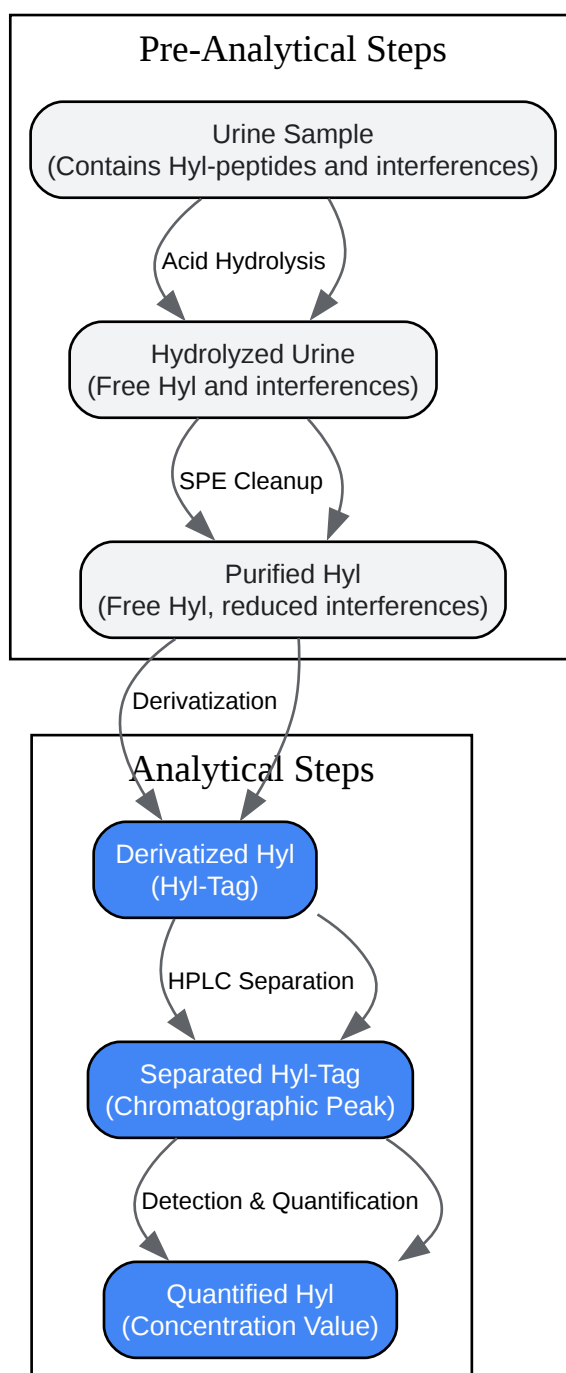 Pre-Analytical Steps
Urine Sample
(Contains Hyl-peptides and interferences)
Acid Hydrolysis
Hydrolyzed Urine
(Free Hyl and interferences)
SPE Cleanup
Purified Hyl
(Free Hyl, reduced interferences)
Derivatization
Analytical Steps
Derivatized Hyl
(Hyl-Tag)
HPLC Separation
Separated Hyl-Tag
(Chromatographic Peak)
Detection & Quantification
Quantified Hyl
(Concentration Value)